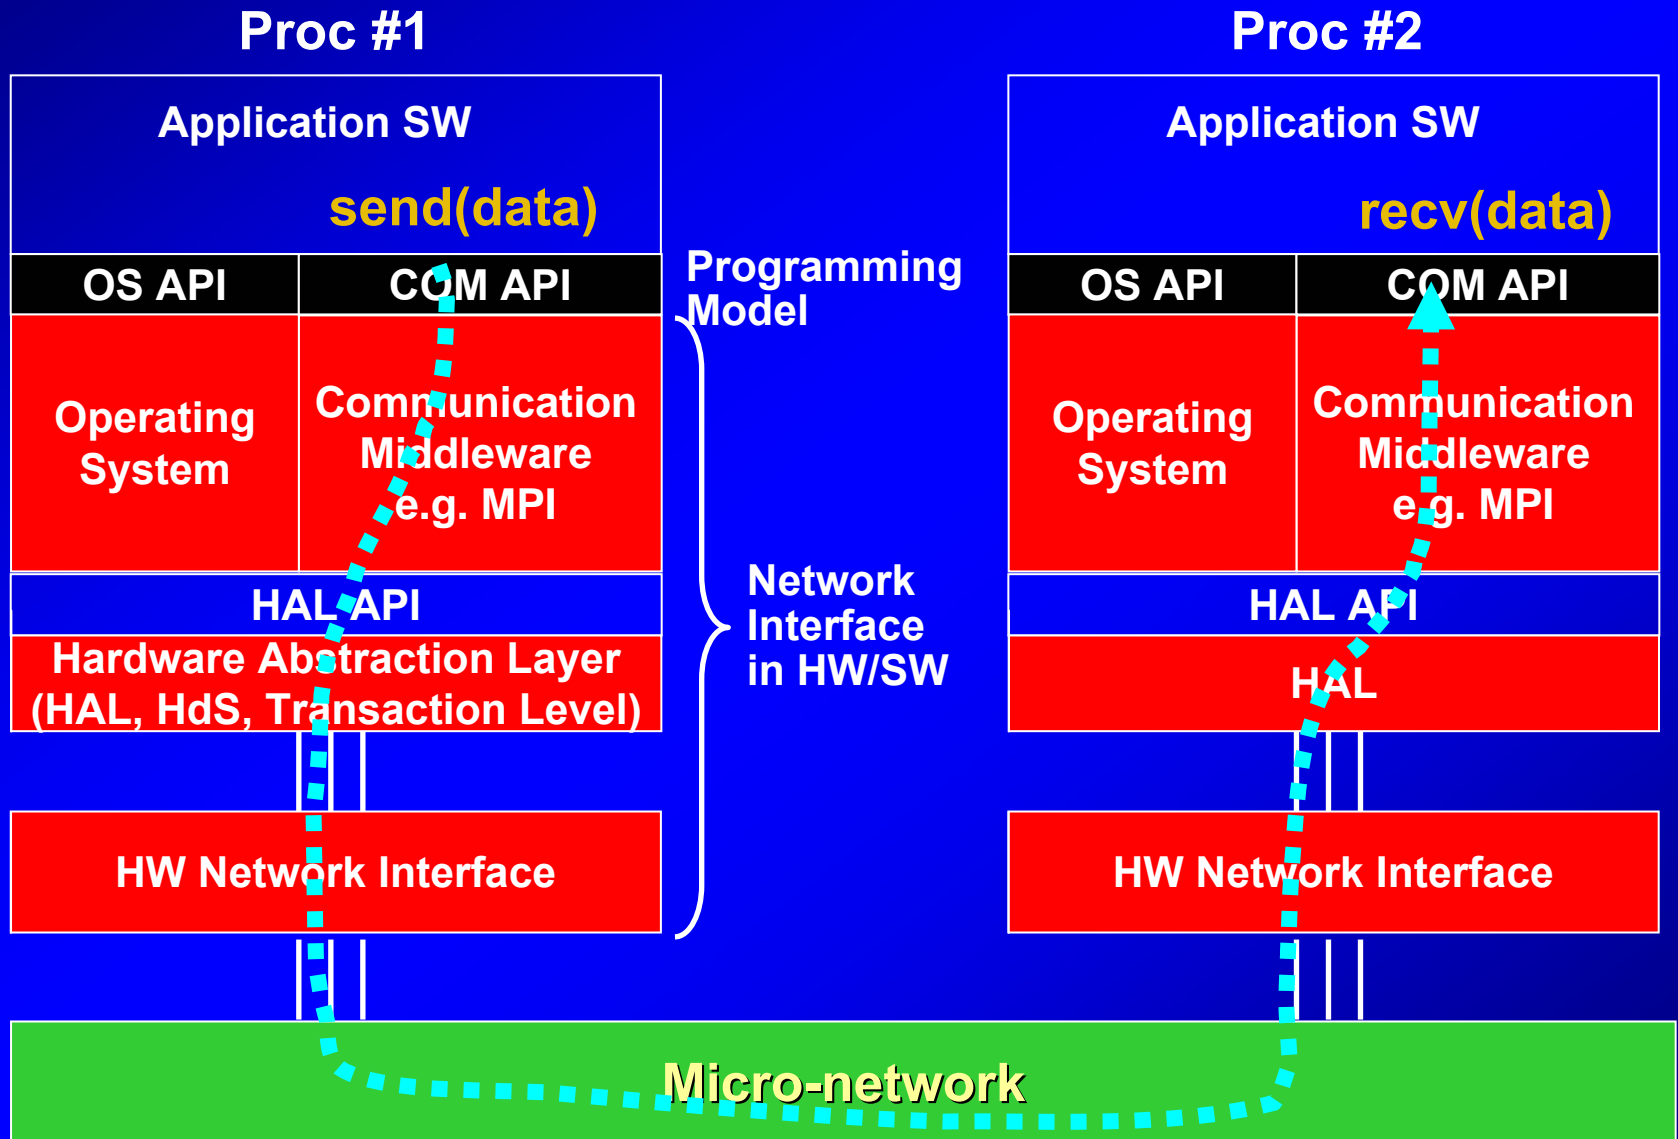 Proc #1
Application SW
send(data)
OS API
COM API
Operating
System
Communication
Middleware
e.g. MPI
HAL API
Hardware Abstraction Layer
(HAL, HdS, Transaction Level)
HW Network Interface
Programming
Model
Network
Interface
in HW/SW
Proc #2
Application SW
recv(data)
OS API
COM API
Operating
System
Communication
Middleware
e.g. MPI
HAL API
HAL
HW Network Interface
Micro-network